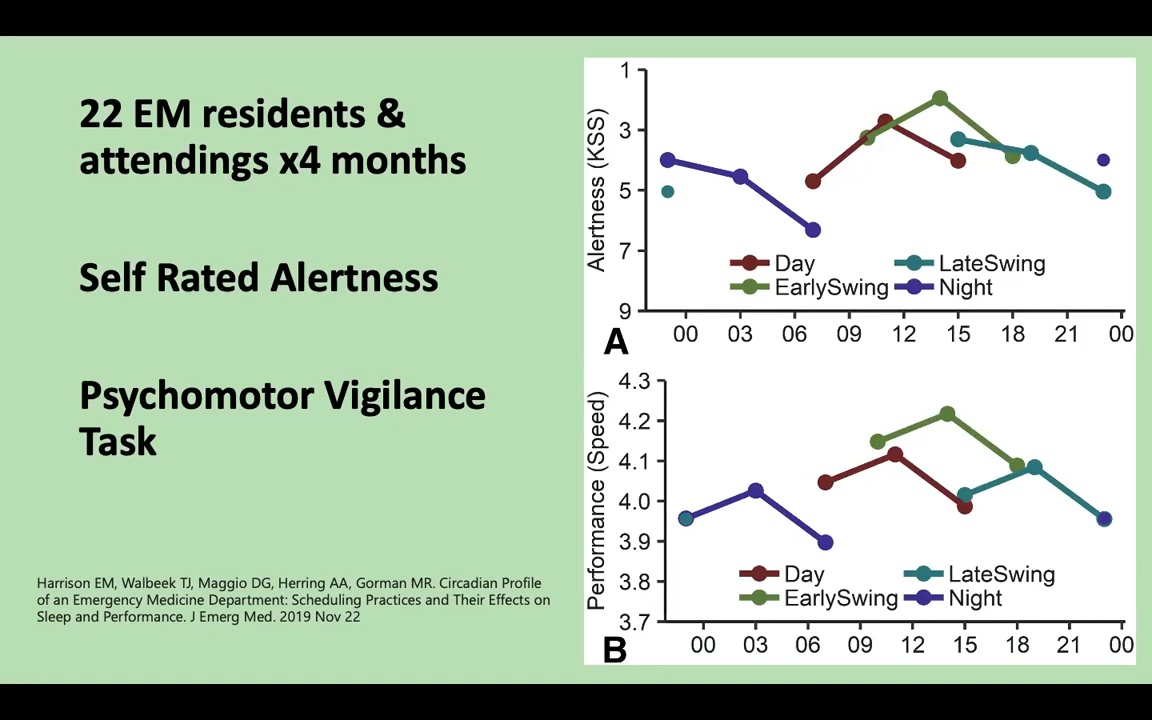 22 EM residents &
attendings x4 months
Self Rated Alertness
Psychomotor Vigilance
Task
Harrison EM, Walbeek TJ, Maggio DG, Herring AA, Gorman MR. Circadian Profile
of an Emergency Medicine Department: Scheduling Practices and Their Effects on
Sleep and Performance. J Emerg Med. 2019 Nov 22
Alertness (KSS)
1
3
5
7
9
Day
LateSwing
EarlySwing
Night
00 03 06 09 12 15 18 21 00
A
Performance (Speed)
4.3
4.2
4.1
4.0
3.9
3.8
3.7
Day
LateSwing
EarlySwing
Night
00 03 06 09 12 15 18 21 00
B